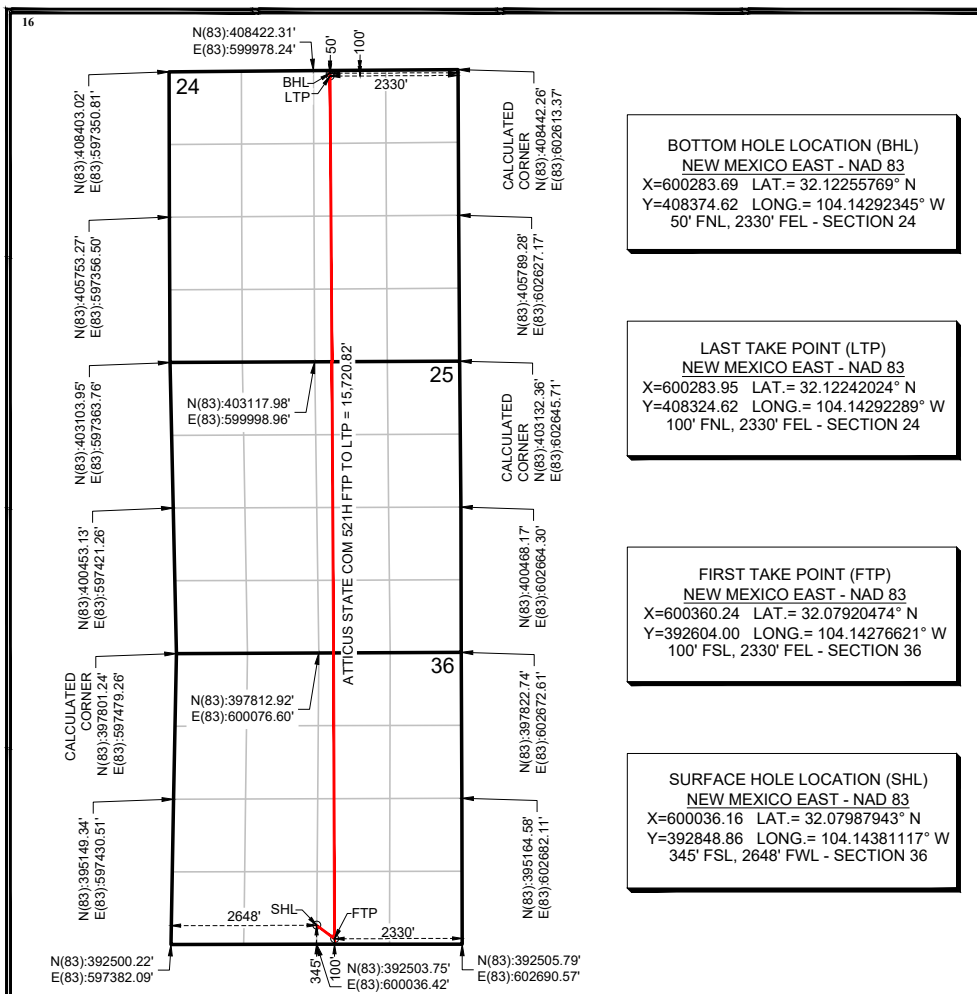 16
N(83):408422.31'
E(83):599978.24'
50'
100'
BHL
LTP
2330'
24
N(83):408403.02'
E(83):597350.81'
CALCULATED
CORNER
N(83):408442.26'
E(83):602613.37'
N(83):405753.27'
E(83):597356.50'
N(83):405789.28'
E(83):602627.17'
N(83):403103.95'
E(83):597363.76'
N(83):403117.98'
E(83):599998.96'
25
CALCULATED
CORNER
N(83):403132.36'
E(83):602645.71'
ATTICUS STATE COM 521H FTP TO LTP = 15,720.82'
N(83):400453.13'
E(83):597421.26'
N(83):400468.17'
E(83):602664.30'
CALCULATED
CORNER
N(83):397801.24'
E(83):597479.26'
N(83):397812.92'
E(83):600076.60'
36
N(83):397822.74'
E(83):602672.61'
N(83):395149.34'
E(83):597430.51'
N(83):395164.58'
E(83):602682.11'
SHL
FTP
2648'
2330'
345'
100'
N(83):392500.22'
E(83):597382.09'
N(83):392503.75'
E(83):600036.42'
N(83):392505.79'
E(83):602690.57'
BOTTOM HOLE LOCATION (BHL)
NEW MEXICO EAST - NAD 83
X=600283.69 LAT.= 32.12255769° N
Y=408374.62 LONG.= 104.14292345° W
50' FNL, 2330' FEL - SECTION 24
LAST TAKE POINT (LTP)
NEW MEXICO EAST - NAD 83
X=600283.95 LAT.= 32.12242024° N
Y=408324.62 LONG.= 104.14292289° W
100' FNL, 2330' FEL - SECTION 24
FIRST TAKE POINT (FTP)
NEW MEXICO EAST - NAD 83
X=600360.24 LAT.= 32.07920474° N
Y=392604.00 LONG.= 104.14276621° W
100' FSL, 2330' FEL - SECTION 36
SURFACE HOLE LOCATION (SHL)
NEW MEXICO EAST - NAD 83
X=600036.16 LAT.= 32.07987943° N
Y=392848.86 LONG.= 104.14381117° W
345' FSL, 2648' FWL - SECTION 36